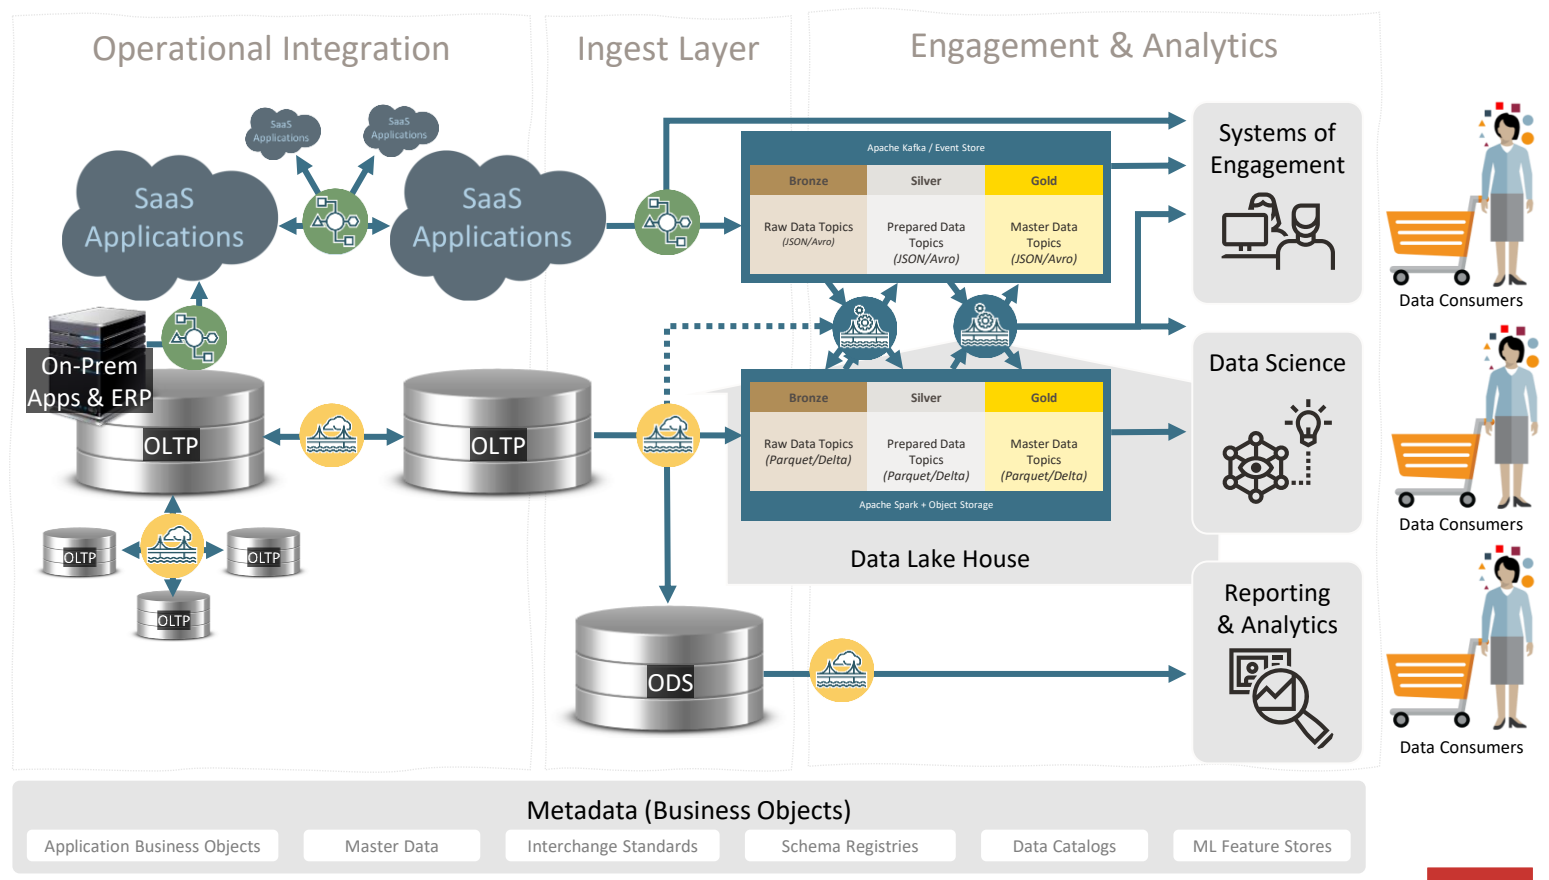 Operational Integration
Ingest Layer
Engagement & Analytics
SaaS
Applications
SaaS
Applications
SaaS
Applications
SaaS
Applications
On-Prem
Apps & ERP
OLTP
OLTP
OLTP
OLTP
OLTP
Apache Kafka / Event Store
Bronze
Silver
Gold
Raw Data Topics
(JSON/Avro)
Prepared Data
Topics
(JSON/Avro)
Master Data
Topics
(JSON/Avro)
Bronze
Silver
Gold
Raw Data Topics
(Parquet/Delta)
Prepared Data
Topics
(Parquet/Delta)
Master Data
Topics
(Parquet/Delta)
Apache Spark + Object Storage
Data Lake House
ODS
Systems of
Engagement
Data Science
Reporting
& Analytics
Data Consumers
Data Consumers
Data Consumers
Metadata (Business Objects)
Application Business Objects
Master Data
Interchange Standards
Schema Registries
Data Catalogs
ML Feature Stores